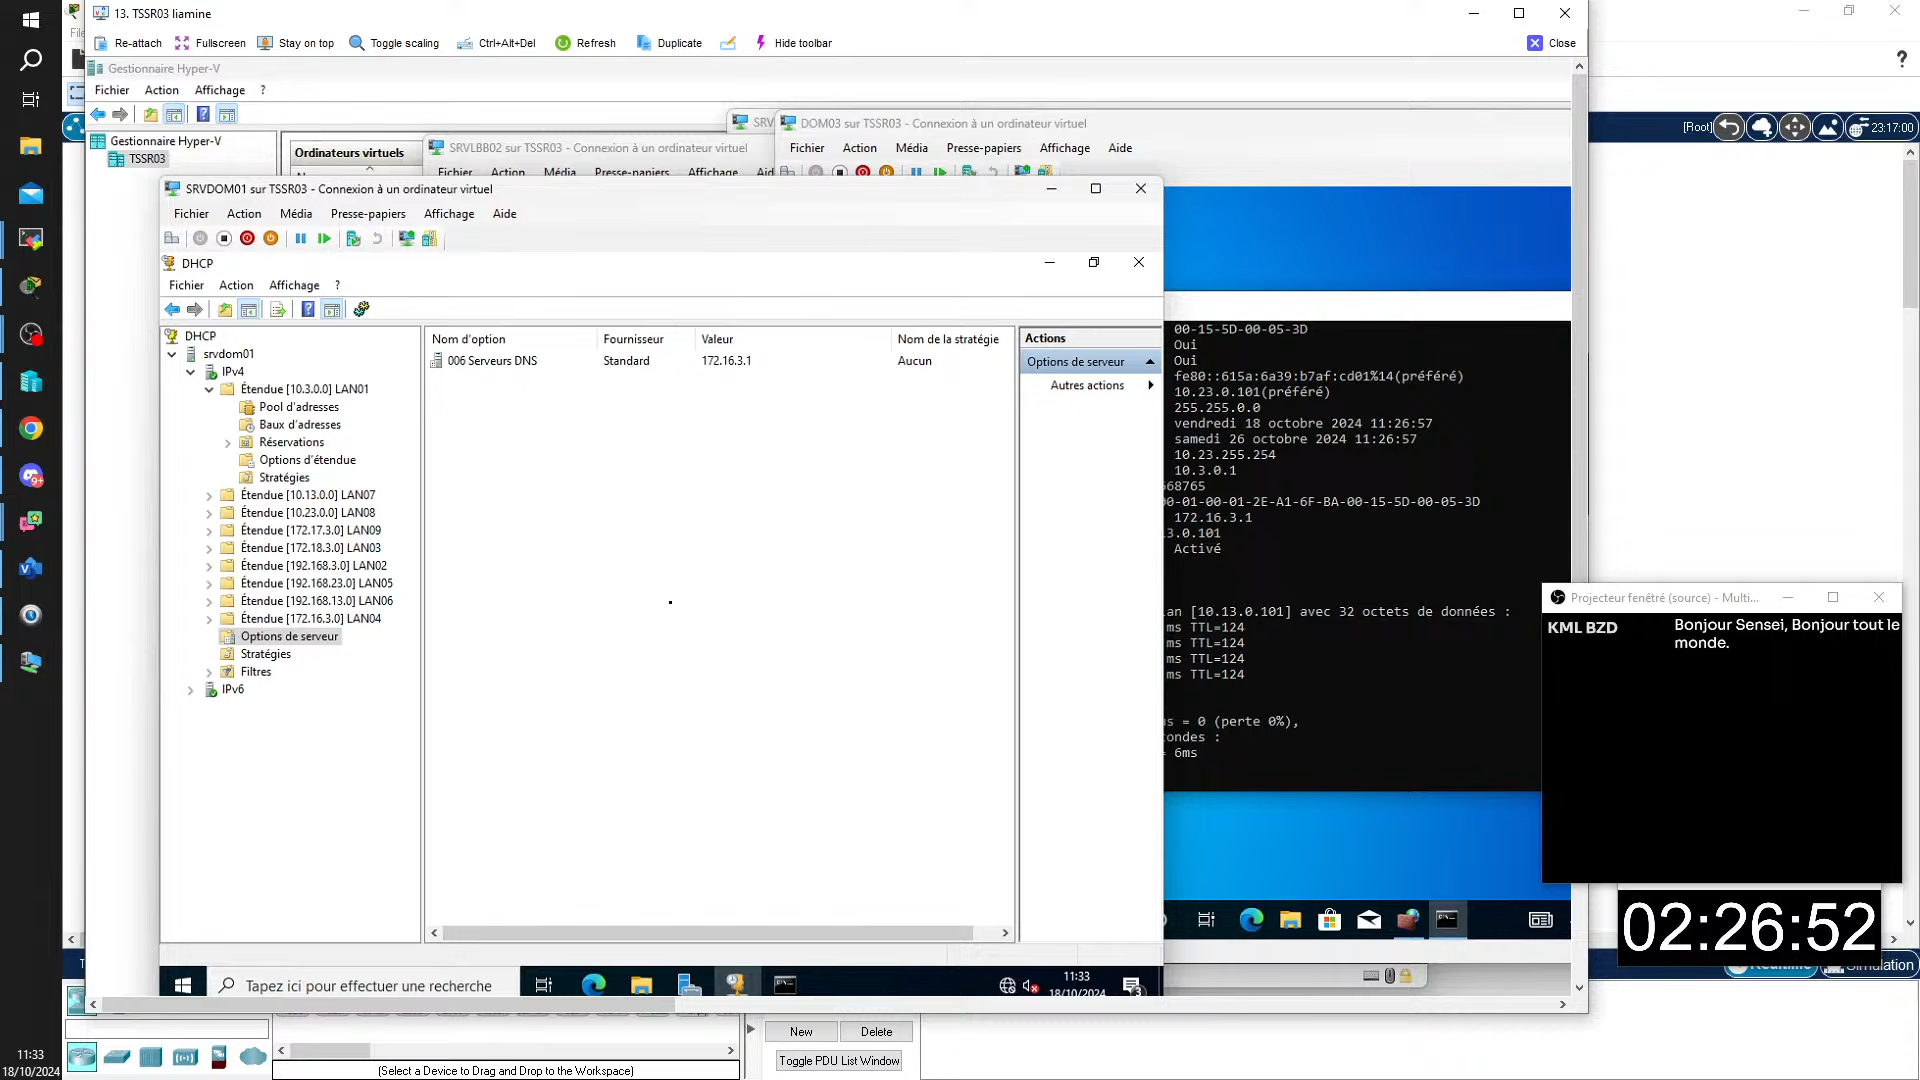 13. TSSR03 liamine
Re-attach Fullscreen Stay on top Toggle scaling Ctrl+Alt+Del Refresh Duplicate Hide toolbar Close
Gestionnaire Hyper-V
Fichier Action Affichage ?
Gestionnaire Hyper-V
TSSR03
Ordinateurs virtuels
SRVLBB02 sur TSSR03 - Connexion à un ordinateur virtuel
Fichier Action Média Presse-papiers Affichage Aid
SRV
DOM03 sur TSSR03 - Connexion à un ordinateur virtuel
Fichier Action Média Presse-papiers Affichage Aide
[Root] 23:17:00
SRVDOM01 sur TSSR03 - Connexion à un ordinateur virtuel
Fichier Action Média Presse-papiers Affichage Aide
DHCP
Fichier Action Affichage ?
DHCP
srvdom01
IPv4
Étendue [10.3.0.0] LAN01
Pool d'adresses
Baux d'adresses
Réservations
Options d'étendue
Stratégies
Étendue [10.13.0.0] LAN07
Étendue [10.23.0.0] LAN08
Étendue [172.17.3.0] LAN09
Étendue [172.18.3.0] LAN03
Étendue [192.168.3.0] LAN02
Étendue [192.168.23.0] LAN05
Étendue [192.168.13.0] LAN06
Étendue [172.16.3.0] LAN04
Options de serveur
Stratégies
Filtres
IPv6
Nom d'option Fournisseur Valeur Nom de la stratégie
006 Serveurs DNS Standard 172.16.3.1 Aucun
Actions
Options de serveur
Autres actions
00-15-5D-00-05-3D
Oui
Oui
fe80::615a:6a39:b7af:cd01%14(préféré)
10.23.0.101(préféré)
255.255.0.0
vendredi 18 octobre 2024 11:26:57
samedi 26 octobre 2024 11:26:57
10.23.255.254
10.3.0.1
68765
0-01-00-01-2E-A1-6F-BA-00-15-5D-00-05-3D
172.16.3.1
3.0.101
Activé
lan [10.13.0.101] avec 32 octets de données :
ms TTL=124
ms TTL=124
ms TTL=124
ms TTL=124
s = 0 (perte 0%),
ondes :
6ms
Projecteur fenêtré (source) - Multi...
KML BZD
Bonjour Sensei, Bonjour tout le
monde.
02:26:52
Realtime Simulation
Tapez ici pour effectuer une recherche
11:33
18/10/2024
3
New Delete
Toggle PDU List Window
(Select a Device to Drag and Drop to the Workspace)
11:33
18/10/2024